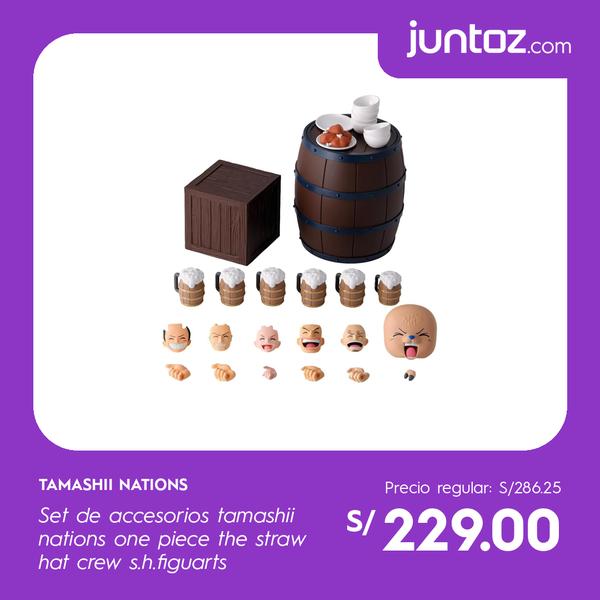 juntoz.com
TAMASHII NATIONS
Set de accesorios tamashii
nations one piece the straw
hat crew s.h.figuarts
Precio regular: S/286.25
S/ 229.00